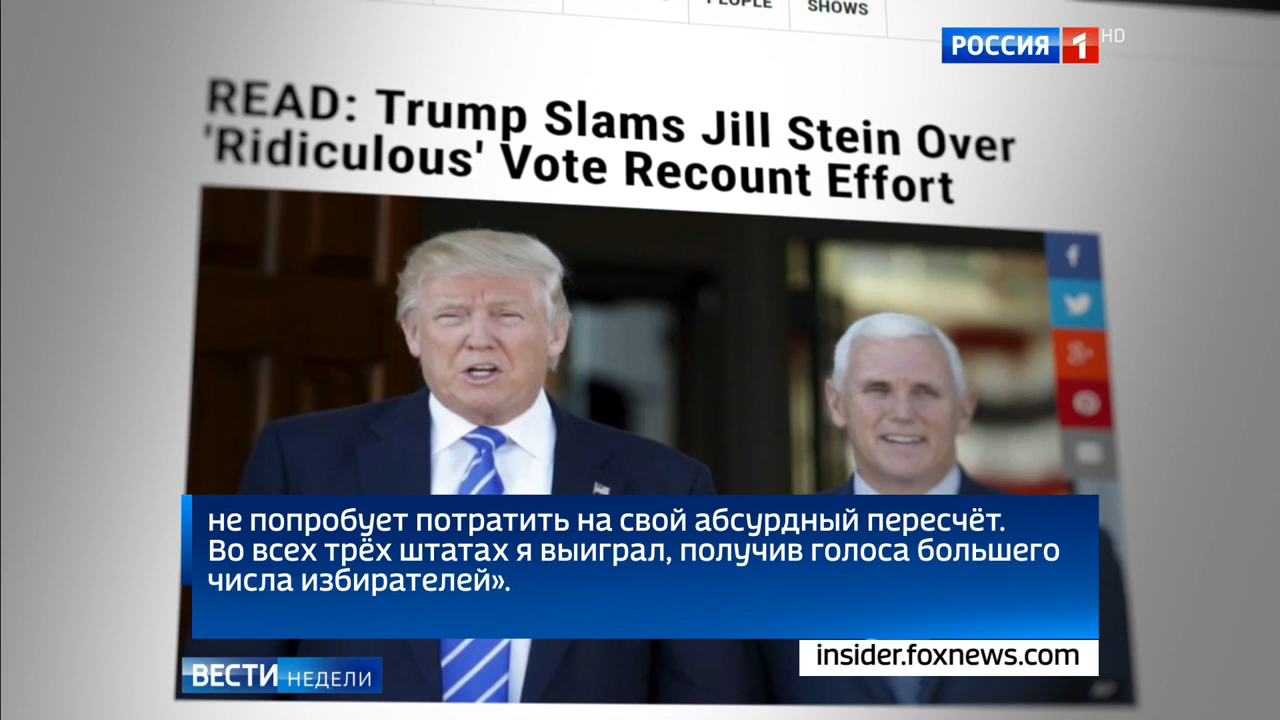 PEOPLE
SHOWS
РОССИЯ 1 HD
READ: Trump Slams Jill Stein Over
'Ridiculous' Vote Recount Effort
f
g+
не попробует потратить на свой абсурдный пересчёт.
Во всех трёх штатах я выиграл, получив голоса большего
числа избирателей».
insider.foxnews.com
ВЕСТИ НЕДЕЛИ